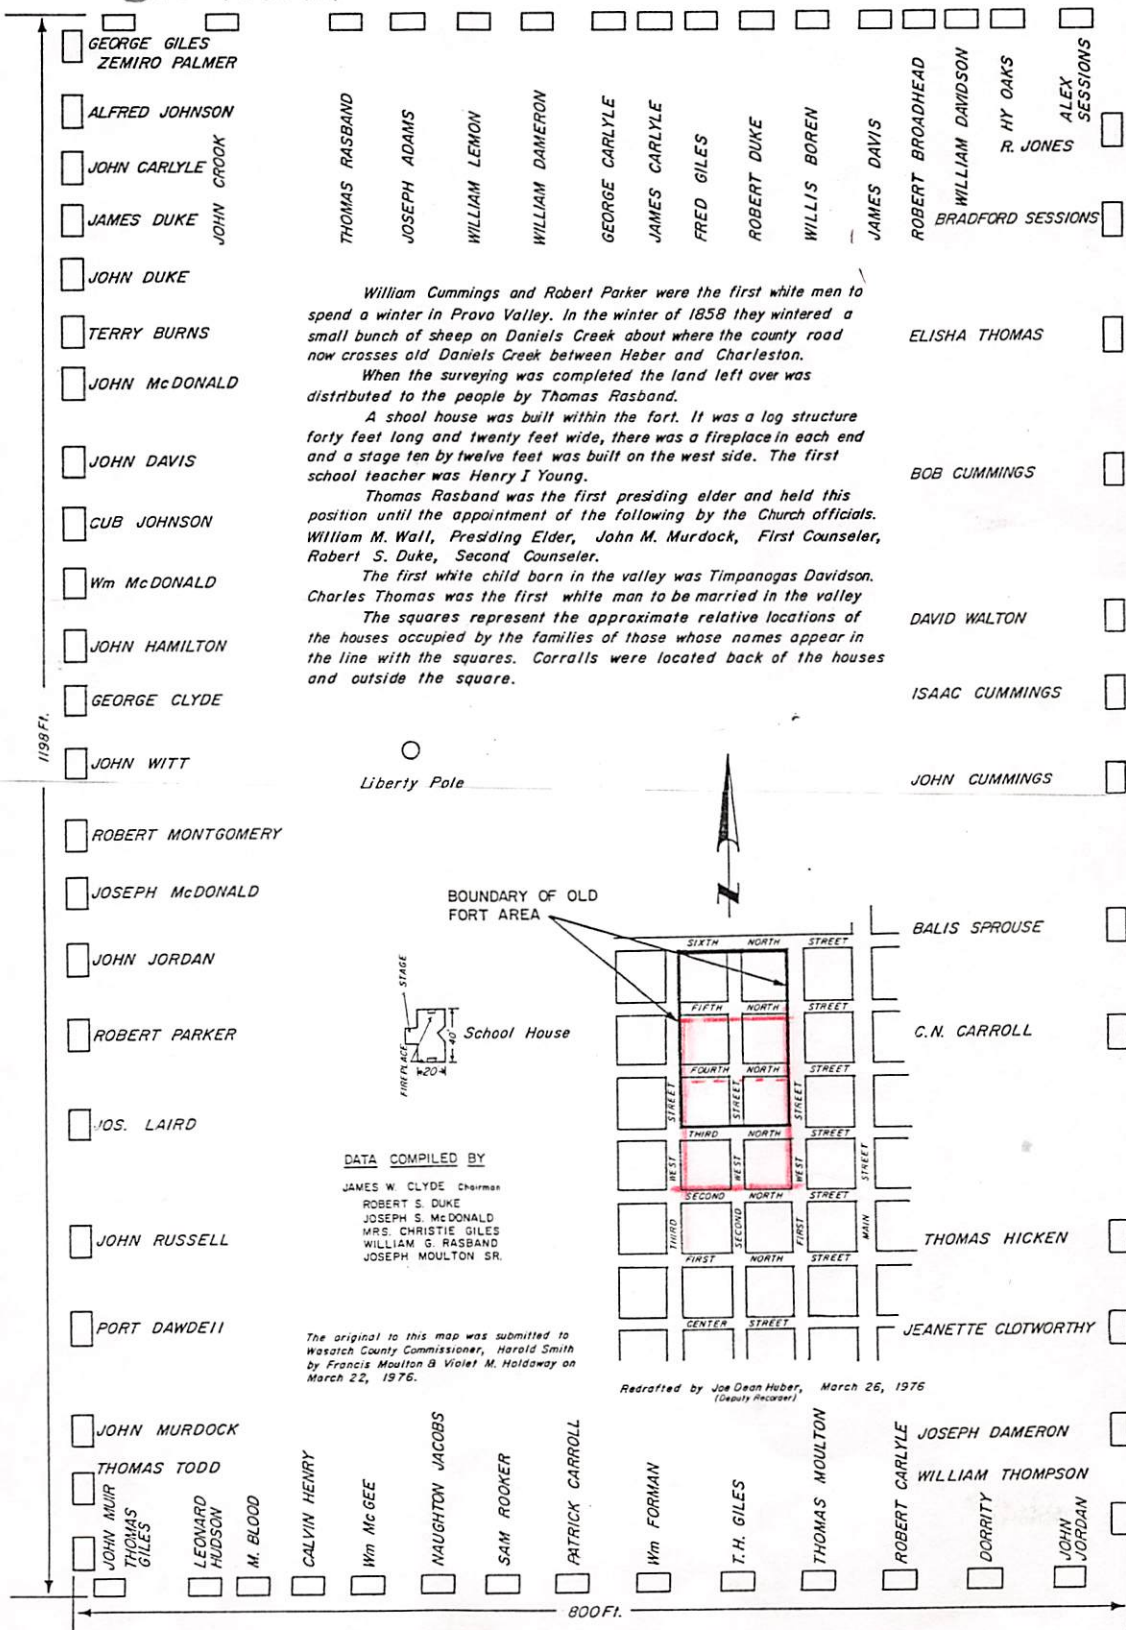 GEORGE GILES
ZEMIRO PALMER
ALFRED JOHNSON
JOHN CARLYLE
JOHN CROOK
JAMES DUKE
JOHN DUKE
TERRY BURNS
JOHN McDONALD
JOHN DAVIS
CUB JOHNSON
Wm McDONALD
JOHN HAMILTON
GEORGE CLYDE
JOHN WITT
ROBERT MONTGOMERY
JOSEPH McDONALD
JOHN JORDAN
ROBERT PARKER
JOS. LAIRD
JOHN RUSSELL
PORT DAWDEll
JOHN MURDOCK
THOMAS TODD
1198 Ft.
THOMAS RASBAND
JOSEPH ADAMS
WILLIAM LEMON
WILLIAM DAMERON
GEORGE CARLYLE
JAMES CARLYLE
FRED GILES
ROBERT DUKE
WILLIS BOREN
JAMES DAVIS
ROBERT BROADHEAD
WILLIAM DAVIDSON
HY OAKS
ALEX
SESSIONS
R. JONES
BRADFORD SESSIONS
ELISHA THOMAS
BOB CUMMINGS
DAVID WALTON
ISAAC CUMMINGS
JOHN CUMMINGS
BALIS SPROUSE
C.N. CARROLL
THOMAS HICKEN
JEANETTE CLOTWORTHY
JOSEPH DAMERON
WILLIAM THOMPSON
William Cummings and Robert Parker were the first white men to
spend a winter in Provo Valley. In the winter of 1858 they wintered a
small bunch of sheep on Daniels Creek about where the county road
now crosses old Daniels Creek between Heber and Charleston.
When the surveying was completed the land left over was
distributed to the people by Thomas Rasband.
A shool house was built within the fort. It was a log structure
forty feet long and twenty feet wide, there was a fireplace in each end
and a stage ten by twelve feet was built on the west side. The first
school teacher was Henry I Young.
Thomas Rasband was the first presiding elder and held this
position until the appointment of the following by the Church officials.
William M. Wall, Presiding Elder, John M. Murdock, First Counseler,
Robert S. Duke, Second Counseler.
The first white child born in the valley was Timpanogas Davidson.
Charles Thomas was the first white man to be married in the valley
The squares represent the approximate relative locations of
the houses occupied by the families of those whose names appear in
the line with the squares. Corralls were located back of the houses
and outside the square.
Liberty Pole
N
BOUNDARY OF OLD
FORT AREA
STAGE
FIREPLACE
School House
40'
20
SIXTH NORTH STREET
FIFTH NORTH STREET
FOURTH NORTH STREET
THIRD NORTH STREET
SECOND NORTH STREET
FIRST NORTH STREET
CENTER STREET
THIRD WEST STREET
SECOND WEST STREET
FIRST WEST STREET
MAIN STREET
DATA COMPILED BY
JAMES W. CLYDE Chairman
ROBERT S. DUKE
JOSEPH S. McDONALD
MRS. CHRISTIE GILES
WILLIAM G. RASBAND
JOSEPH MOULTON SR.
The original to this map was submitted to
Wasatch County Commissioner, Harold Smith
by Francis Moulton & Violet M. Holdaway on
March 22, 1976.
Redrafted by Joe Dean Huber, March 26, 1976
(Deputy Recorder)
JOHN MUIR
THOMAS
GILES
LEONARD
HUDSON
M. BLOOD
CALVIN HENRY
Wm McGEE
NAUGHTON JACOBS
SAM ROOKER
PATRICK CARROLL
Wm FORMAN
T.H. GILES
THOMAS MOULTON
ROBERT CARLYLE
DORRITY
JOHN
JORDAN
800 Ft.